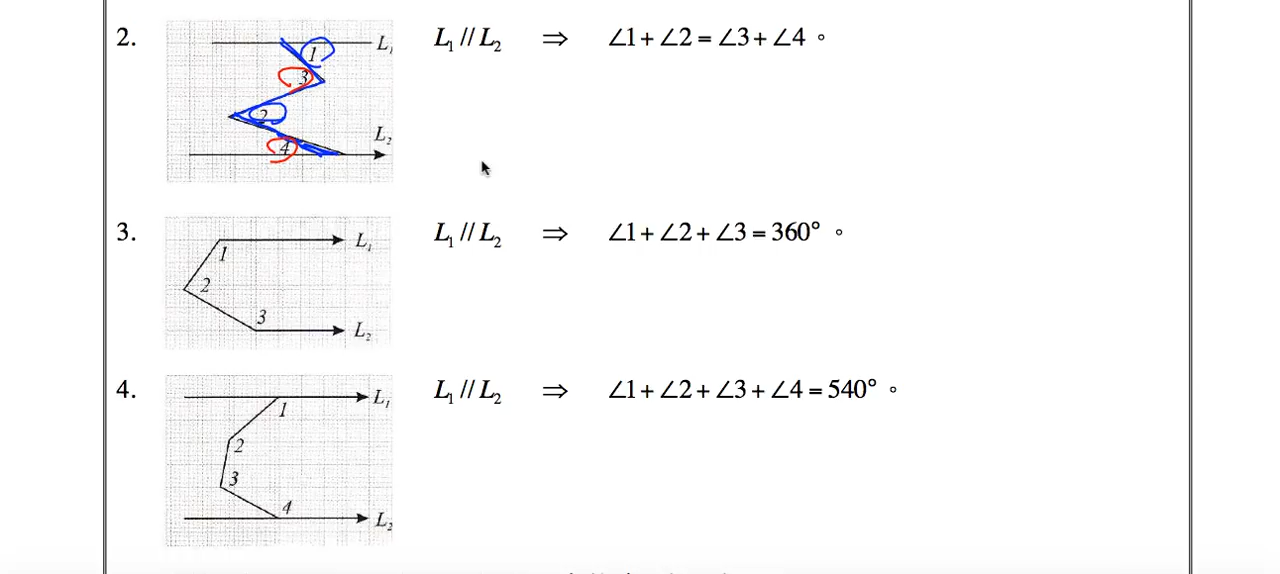 2. L₁ // L₂ ⇒ ∠1 + ∠2 = ∠3 + ∠4 。
L₁
1
3
2
L₂
4
3. L₁ // L₂ ⇒ ∠1 + ∠2 + ∠3 = 360° 。
L₁
1
2
3
L₂
4. L₁ // L₂ ⇒ ∠1 + ∠2 + ∠3 + ∠4 = 540° 。
L₁
1
2
3
4
L₂